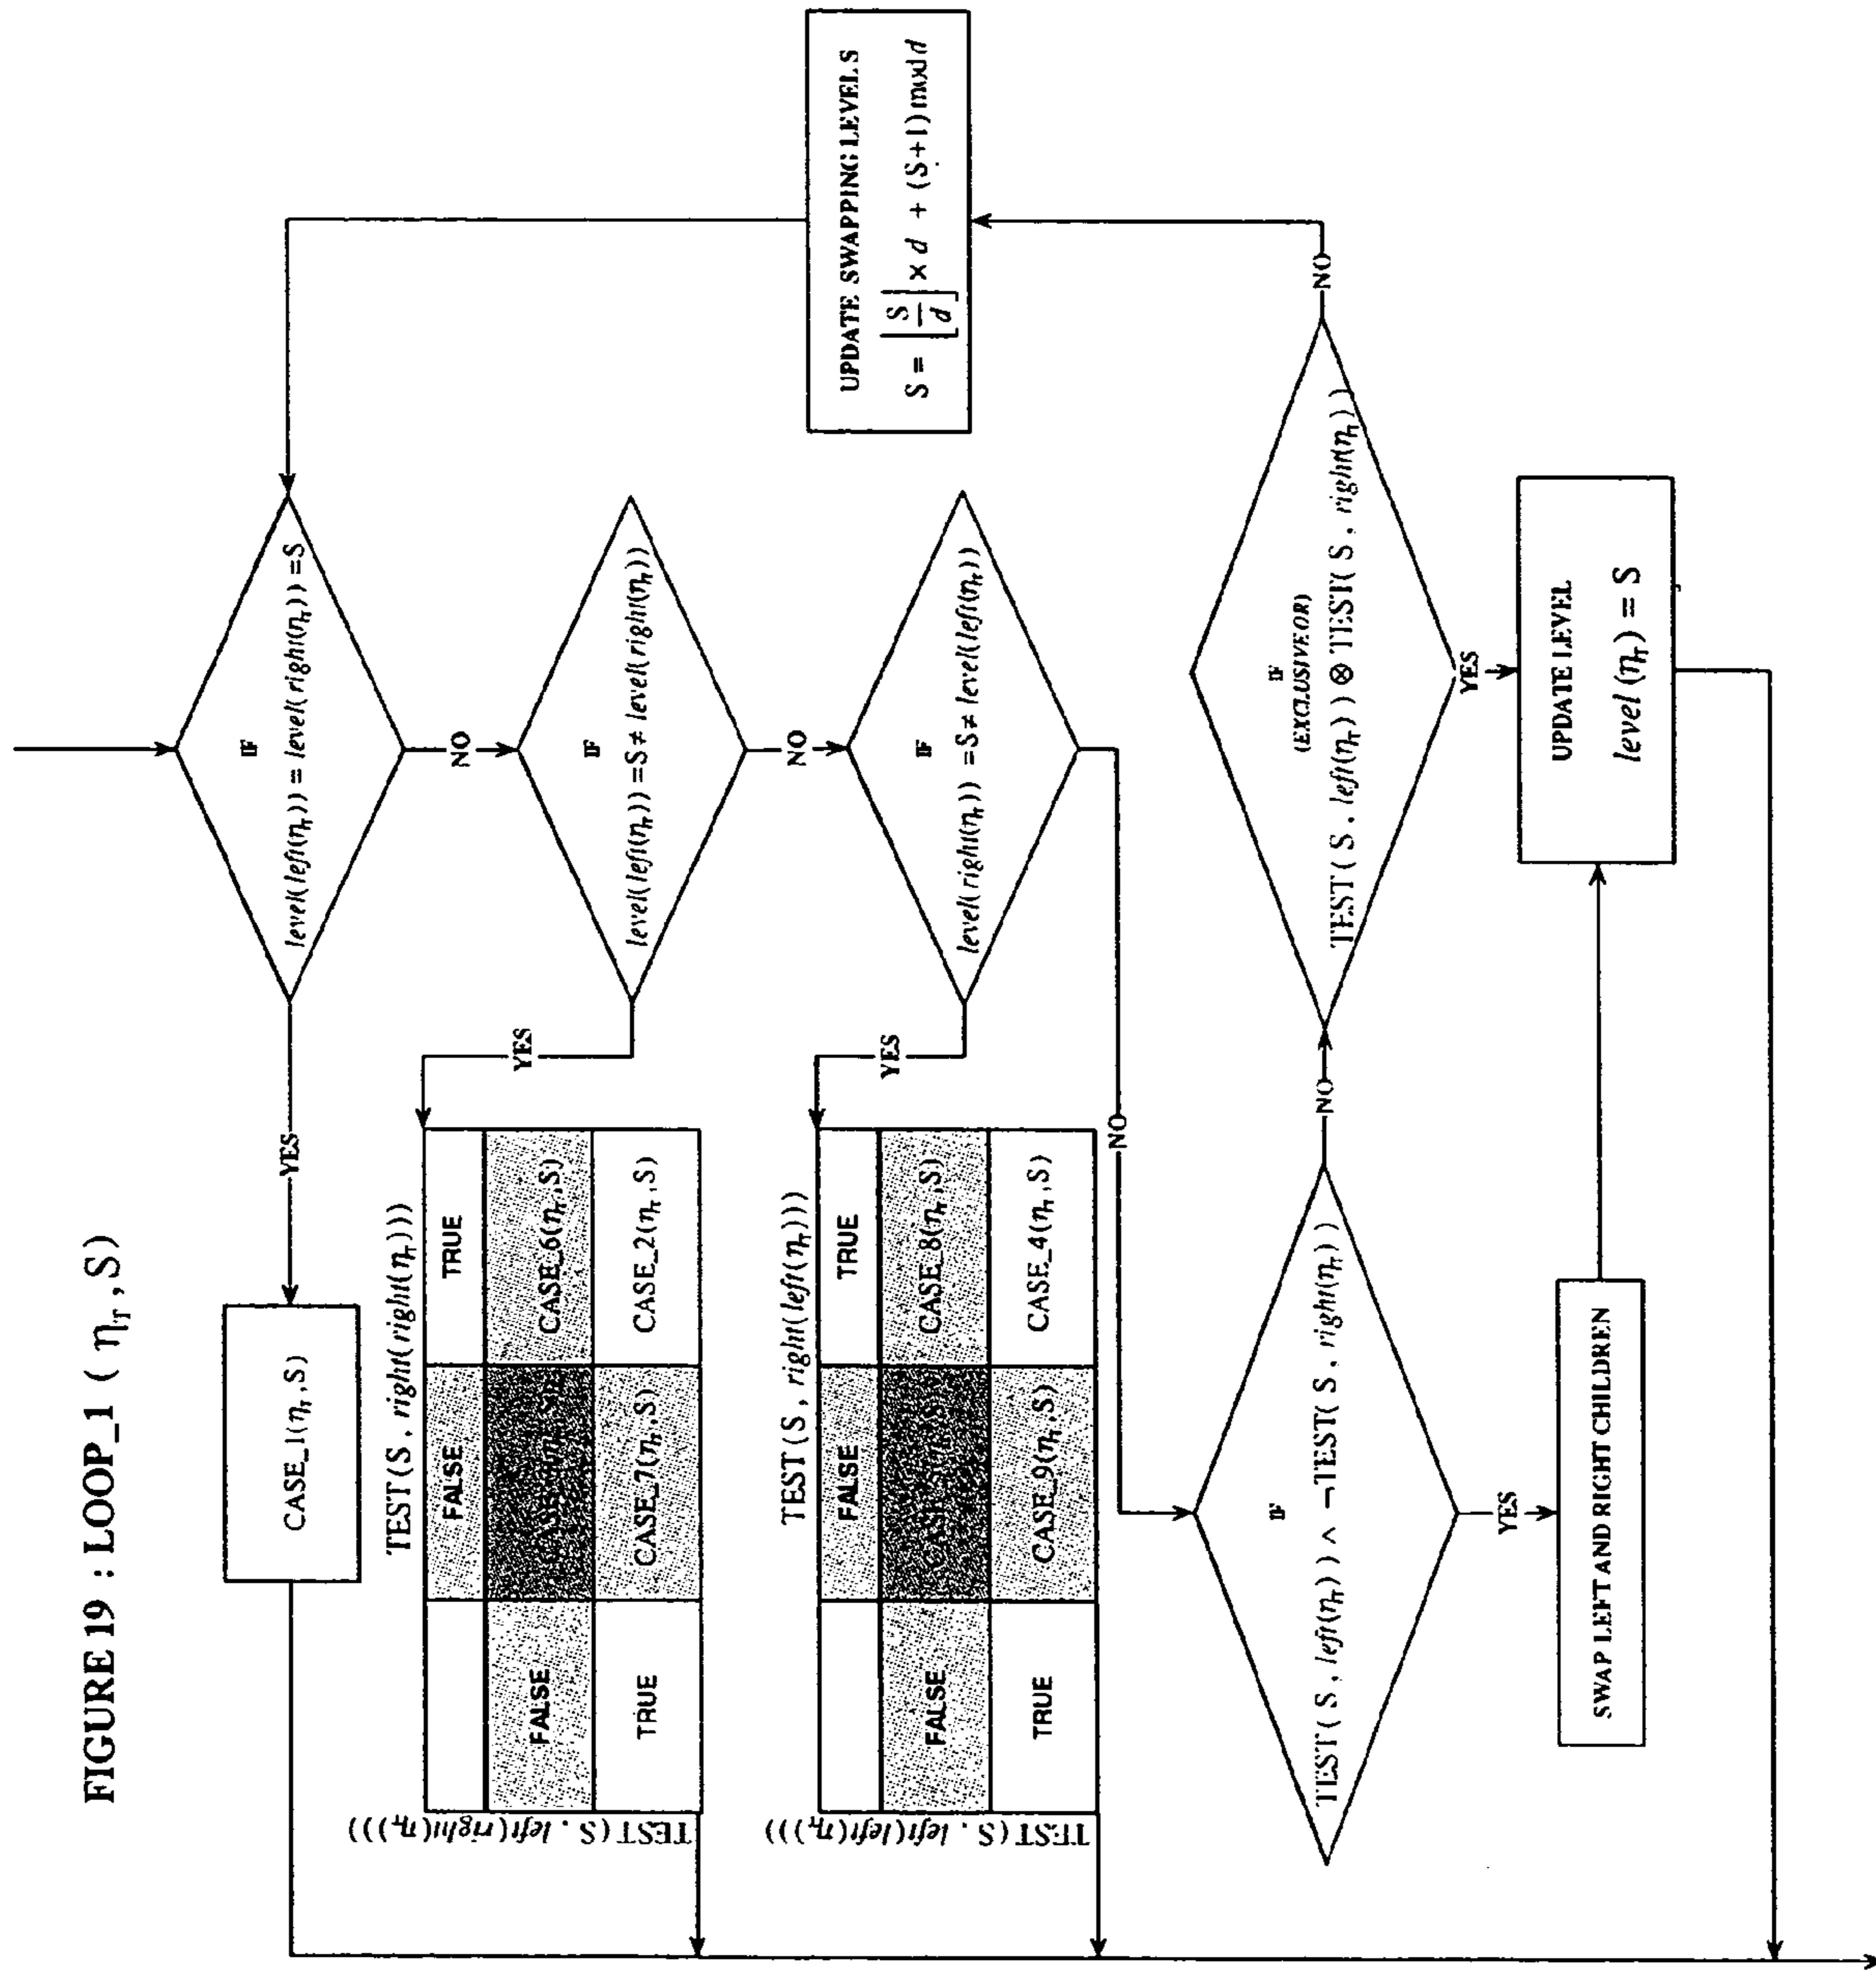 FIGURE 19 : LOOP_1 ( η_T , S)
IF
level(left(η_T)) = level(right(η_T)) =S
YES
CASE_1(η_T,S)
NO
IF
level(left(η_T)) =S≠ level(right(η_T))
YES
TEST(S . right(right(η_T)))
FALSE
TRUE
FALSE
CASE_6(η_T,S)
TRUE
CASE_7(η_T,S)
CASE_2(η_T,S)
TEST(S . left(right(η_T)))
NO
IF
level(right(η_T)) =S≠ level(left(η_T))
YES
TEST(S , right(left(η_T)))
FALSE
TRUE
FALSE
CASE_8(η_T,S)
TRUE
CASE_9(η_T,S)
CASE_4(η_T,S)
TEST(S . left(left(η_T)))
NO
IF
TEST( S , left(η_T) ) ∧ ¬TEST( S . right(η_T) )
NO
YES
IF
(EXCLUSIVE OR)
TEST( S . left(η_T) ) ⊗ TEST( S . right(η_T) )
NO
YES
UPDATE SWAPPING LEVEL S
S = ⌊S/d⌋ × d + (S+1) mod d
SWAP LEFT AND RIGHT CHILDREN
UPDATE LEVEL
level(η_T) = S